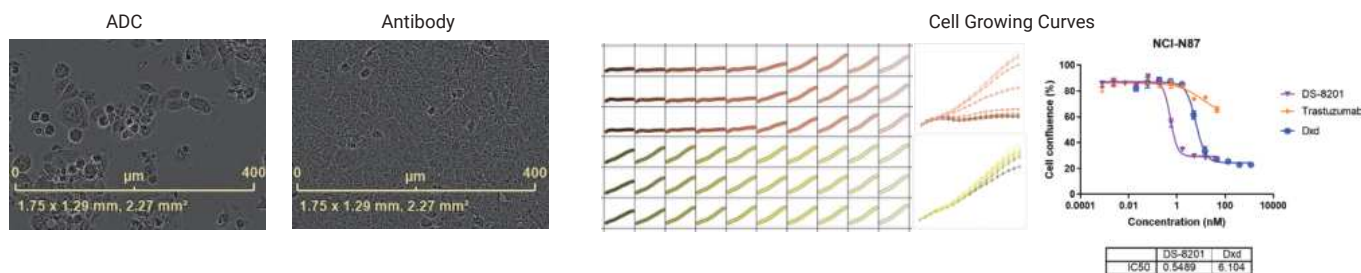 ADC
Antibody
Cell Growing Curves
µm
400
1.75 x 1.29 mm, 2.27 mm²
µm
400
1.75 x 1.29 mm, 2.27 mm²
NCI-N87
Cell confluence (%)
100
80
60
40
20
0
0.0001
0.01
1
100
10000
Concentration (nM)
DS-8201
Trastuzumab
Dxd
DS-8201 Dxd
IC50 0.5489 6.104